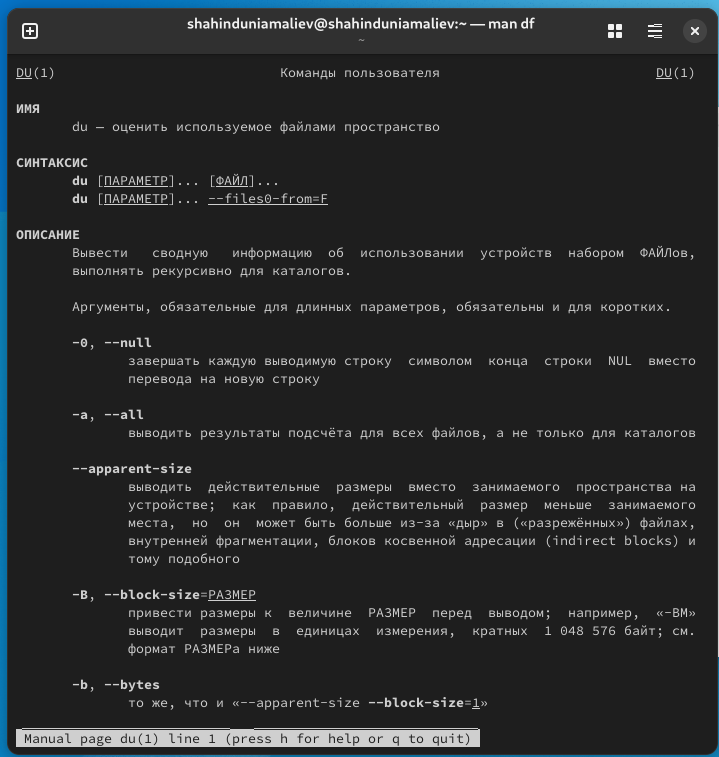 shahinduniamaliev@shahinduniamaliev:~ — man df
~
DU(1) Команды пользователя DU(1)
ИМЯ
du — оценить используемое файлами пространство
СИНТАКСИС
du [ПАРАМЕТР]... [ФАЙЛ]...
du [ПАРАМЕТР]... --files0-from=F
ОПИСАНИЕ
Вывести сводную информацию об использовании устройств набором ФАЙЛов,
выполнять рекурсивно для каталогов.
Аргументы, обязательные для длинных параметров, обязательны и для коротких.
-0, --null
завершать каждую выводимую строку символом конца строки NUL вместо
перевода на новую строку
-a, --all
выводить результаты подсчёта для всех файлов, а не только для каталогов
--apparent-size
выводить действительные размеры вместо занимаемого пространства на
устройстве; как правило, действительный размер меньше занимаемого
места, но он может быть больше из-за «дыр» в («разрежённых») файлах,
внутренней фрагментации, блоков косвенной адресации (indirect blocks) и
тому подобного
-B, --block-size=РАЗМЕР
привести размеры к величине РАЗМЕР перед выводом; например, «-BM»
выводит размеры в единицах измерения, кратных 1 048 576 байт; см.
формат РАЗМЕРа ниже
-b, --bytes
то же, что и «--apparent-size --block-size=1»
Manual page du(1) line 1 (press h for help or q to quit)